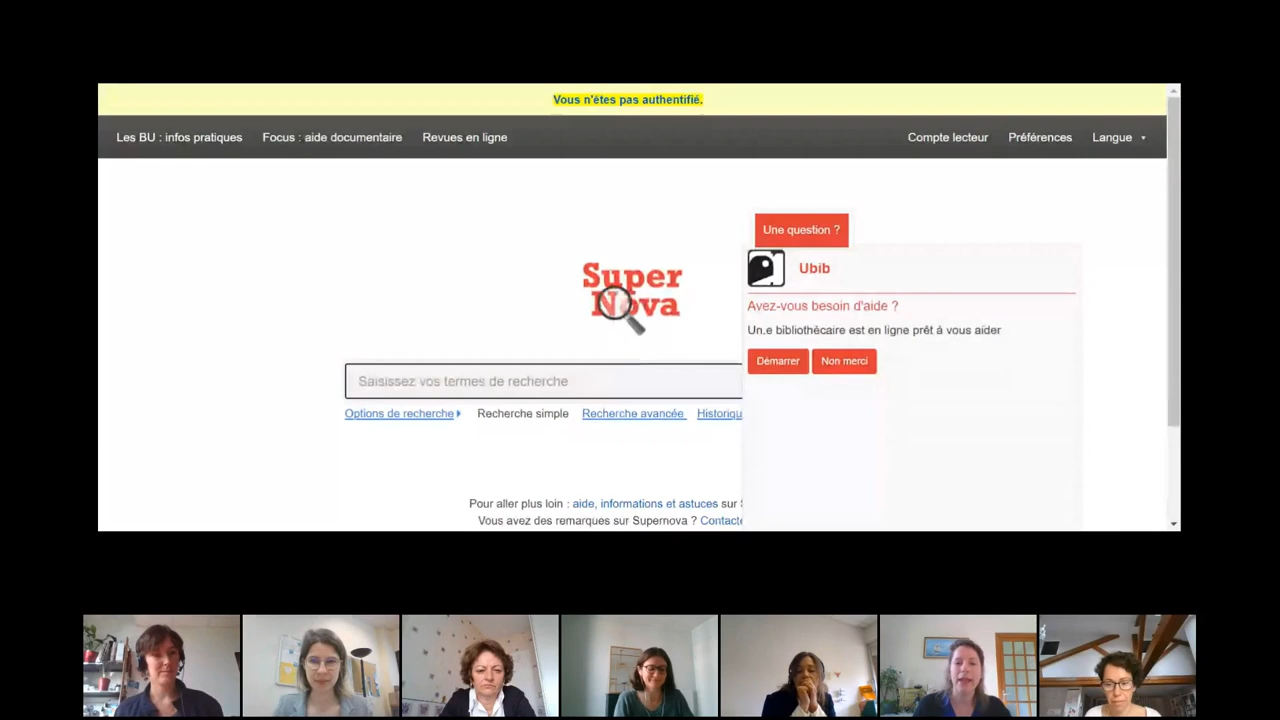 Vous n'êtes pas authentifié.
Les BU : infos pratiques Focus : aide documentaire Revues en ligne Compte lecteur Préférences Langue
Une question ?
Super
Nova
Ubib
Avez-vous besoin d'aide ?
Un.e bibliothécaire est en ligne prêt à vous aider
Démarrer Non merci
Saisissez vos termes de recherche
Options de recherche Recherche simple Recherche avancée Historiqu
Pour aller plus loin : aide, informations et astuces sur
Vous avez des remarques sur Supernova ? Contacte